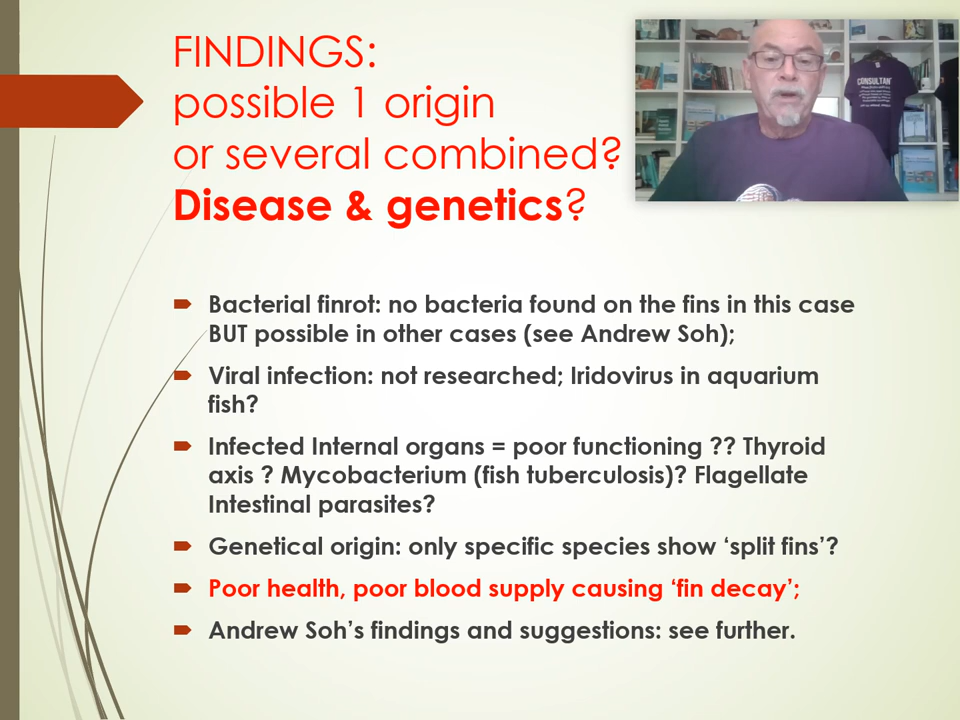 FINDINGS:
possible 1 origin
or several combined?
Disease & genetics?
CONSULTANT
Bacterial finrot: no bacteria found on the fins in this case
BUT possible in other cases (see Andrew Soh);
Viral infection: not researched; Iridovirus in aquarium
fish?
Infected Internal organs = poor functioning ?? Thyroid
axis ? Mycobacterium (fish tuberculosis)? Flagellate
Intestinal parasites?
Genetical origin: only specific species show ‘split fins’?
Poor health, poor blood supply causing ‘fin decay’;
Andrew Soh’s findings and suggestions: see further.